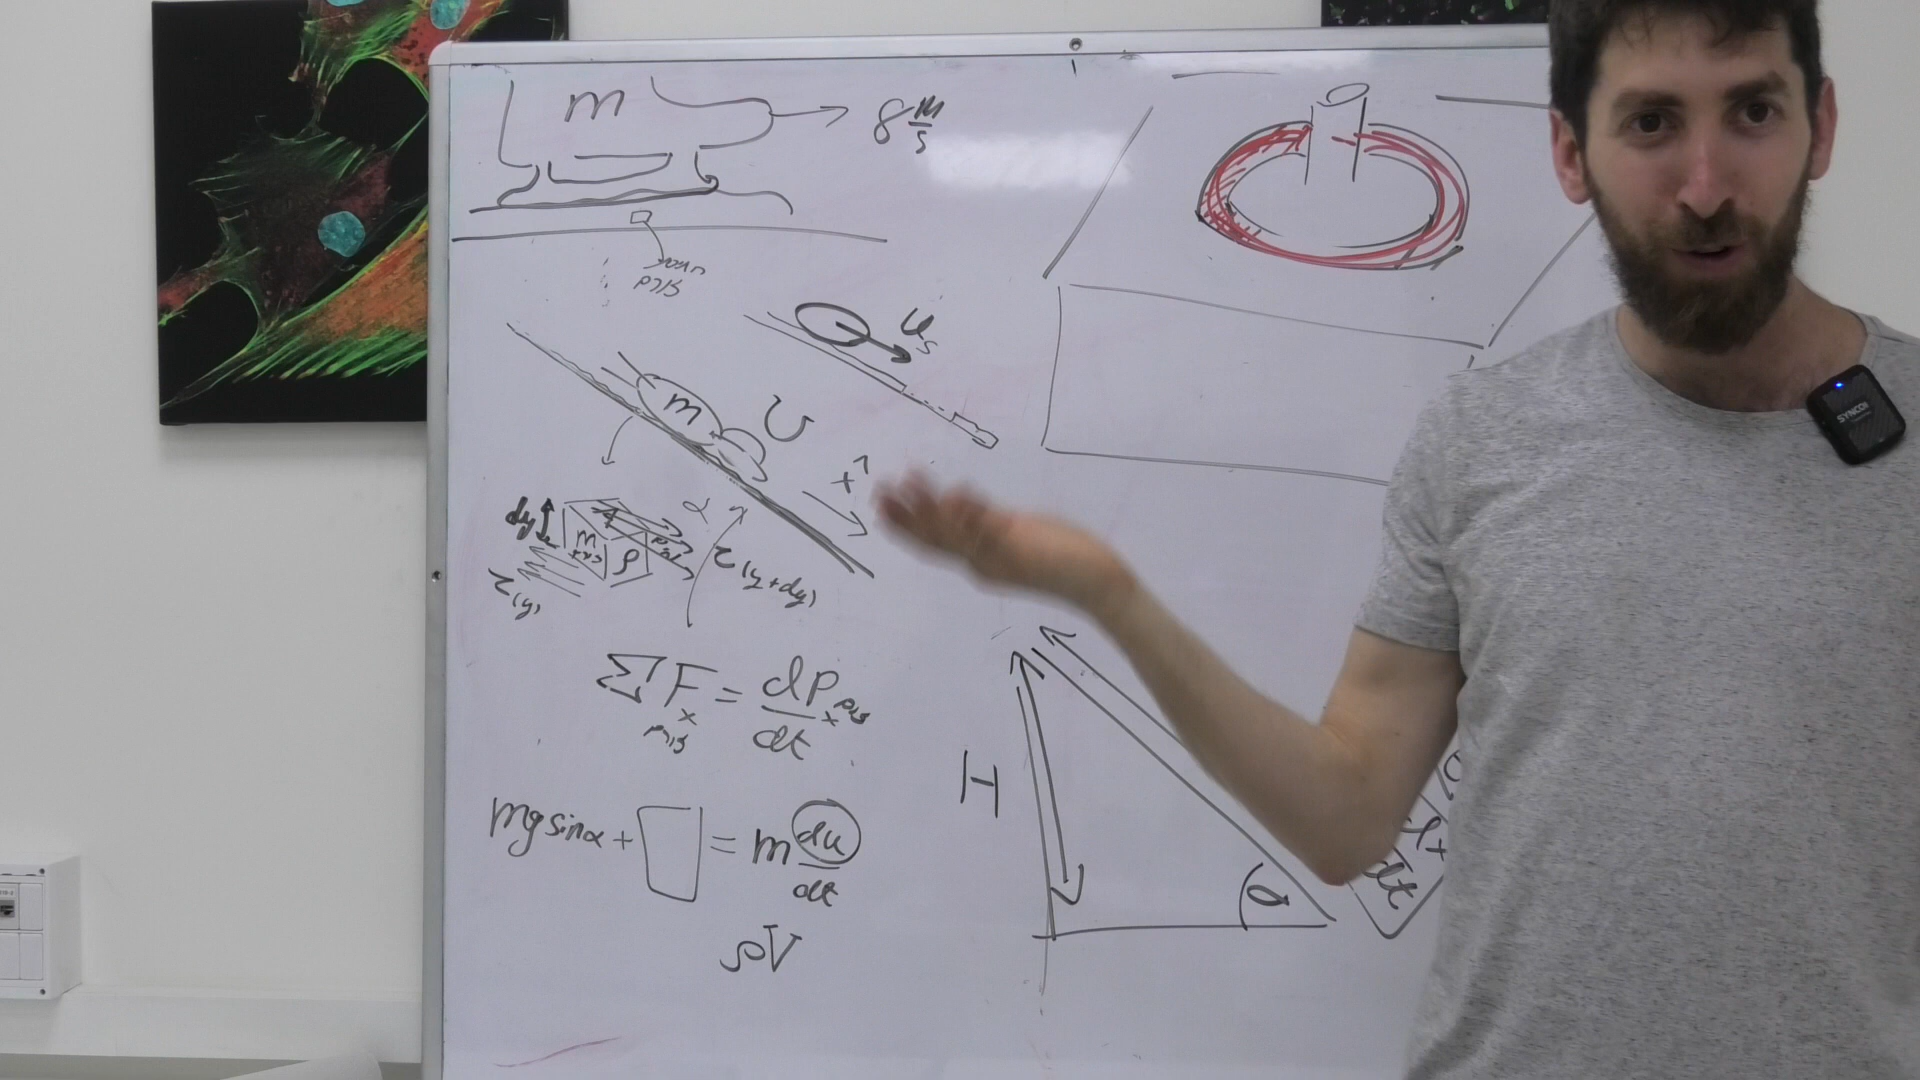 m
8 m/s
U_s
m
U
x̂
α
dy
m
ρ
τ(y+dy)
τ(y)
ΣF_x = dP_x/dt
mg sinα + □ = m du/dt
ρV
H
θ
dt
SYNCO